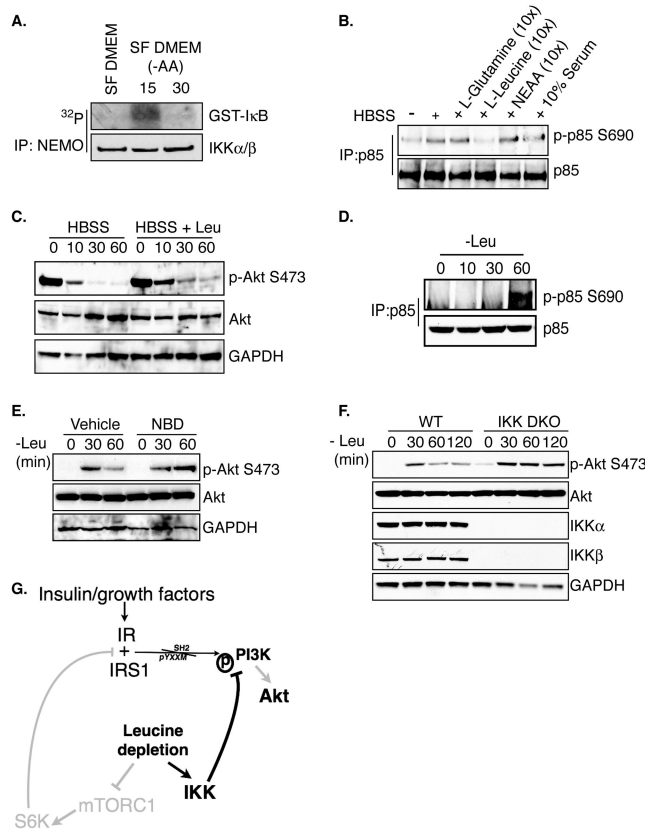 A.
SF DMEM
SF DMEM
(-AA)
15 30
32P
GST-IκB
IP: NEMO
IKKα/β
B.
HBSS - + + L-Glutamine (10x) + L-Leucine (10x) + NEAA (10x) + 10% Serum
p-p85 S690
IP:p85
p85
C.
HBSS HBSS + Leu
0 10 30 60 0 10 30 60
p-Akt S473
Akt
GAPDH
D.
-Leu
0 10 30 60
p-p85 S690
IP:p85
p85
E.
Vehicle NBD
-Leu 0 30 60 0 30 60
(min)
p-Akt S473
Akt
GAPDH
F.
WT IKK DKO
- Leu 0 30 60 120 0 30 60 120
(min)
p-Akt S473
Akt
IKKα
IKKβ
GAPDH
G.
Insulin/growth factors
IR
+
IRS1
SH2
pYXXM
p PI3K
Akt
Leucine
depletion
IKK
mTORC1
S6K